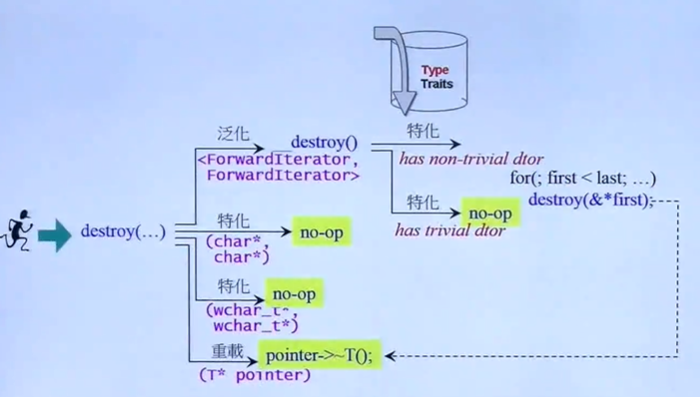 Type
Traits
泛化
__destroy()
特化
<ForwardIterator,
ForwardIterator>
has non-trivial dtor
for(; first < last; …)
destroy(&*first);
特化
no-op
has trivial dtor
destroy(…)
特化
no-op
(char*,
char*)
特化
no-op
(wchar_t*,
wchar_t*)
重載
pointer->~T();
(T* pointer)